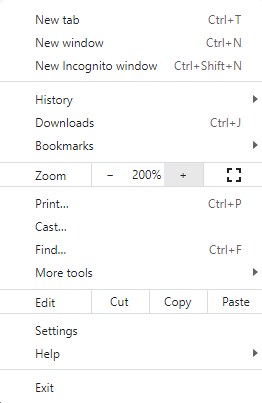 New tab Ctrl+T
New window Ctrl+N
New Incognito window Ctrl+Shift+N
History
Downloads Ctrl+J
Bookmarks
Zoom − 200% +
Print... Ctrl+P
Cast...
Find... Ctrl+F
More tools
Edit Cut Copy Paste
Settings
Help
Exit